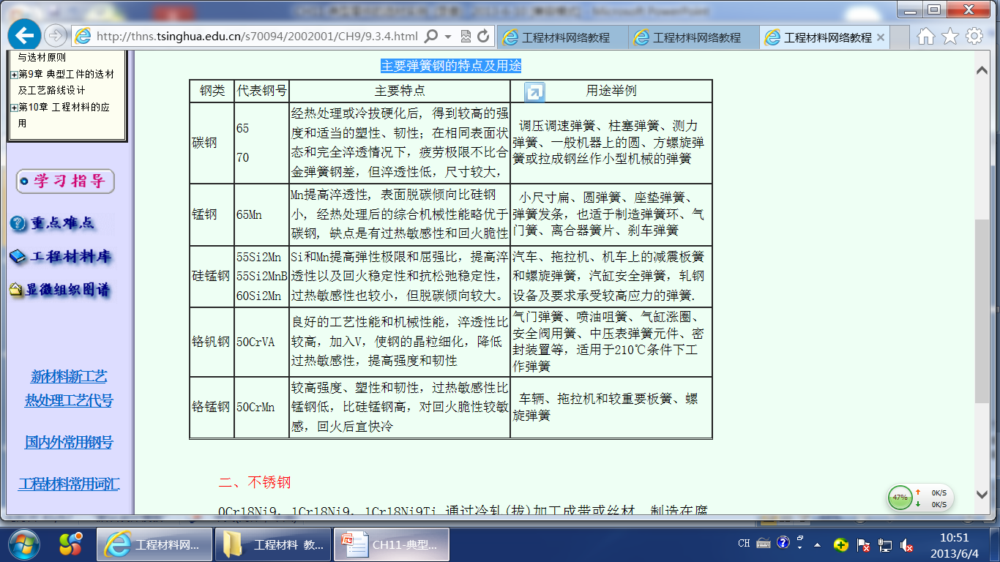 http://thns.tsinghua.edu.cn/s70094/2002001/CH9/9.3.4.html
工程材料网络教程
工程材料网络教程
工程材料网络教程
与选材原则
第9章 典型工件的选材
及工艺路线设计
第10章 工程材料的应
用
学习指导
重点难点
工程材料库
显微组织图谱
新材料新工艺
热处理工艺代号
国内外常用钢号
工程材料常用词汇
主要弹簧钢的特点及用途
钢类 代表钢号 主要特点 用途举例
碳钢
65
70
经热处理或冷拔硬化后, 得到较高的强
度和适当的塑性、韧性；在相同表面状
态和完全淬透情况下, 疲劳极限不比合
金弹簧钢差, 但淬透性低, 尺寸较大,
调压调速弹簧、柱塞弹簧、测力
弹簧、一般机器上的圆、方螺旋弹
簧或拉成钢丝作小型机械的弹簧
锰钢
65Mn
Mn提高淬透性, 表面脱碳倾向比硅钢
小, 经热处理后的综合机械性能略优于
碳钢, 缺点是有过热敏感性和回火脆性
小尺寸扁、圆弹簧、座垫弹簧、
弹簧发条，也适于制造弹簧环、气
门簧、离合器簧片、刹车弹簧
硅锰钢
55Si2Mn
55Si2MnB
60Si2Mn
Si和Mn提高弹性极限和屈强比，提高淬
透性以及回火稳定性和抗松弛稳定性，
过热敏感性也较小，但脱碳倾向较大。
汽车、拖拉机、机车上的减震板簧
和螺旋弹簧，汽缸安全弹簧，轧钢
设备及要求承受较高应力的弹簧.
铬钒钢
50CrVA
良好的工艺性能和机械性能，淬透性比
较高，加入V，使钢的晶粒细化，降低
过热敏感性，提高强度和韧性
气门弹簧、喷油咀簧、气缸涨圈、
安全阀用簧、中压表弹簧元件、密
封装置等，适用于210℃条件下工
作弹簧
铬锰钢
50CrMn
较高强度、塑性和韧性，过热敏感性比
锰钢低，比硅锰钢高，对回火脆性较敏
感，回火后宜快冷
车辆、拖拉机和较重要板簧、螺
旋弹簧
二、不锈钢
0Cr18Ni9, 1Cr18Ni9, 1Cr18Ni9Ti 通过冷轧(拔)加工成带或丝材, 制造在腐
47%
0K/S
0K/S
工程材料网...
工程材料 教...
CH11-典型...
CH
10:51
2013/6/4